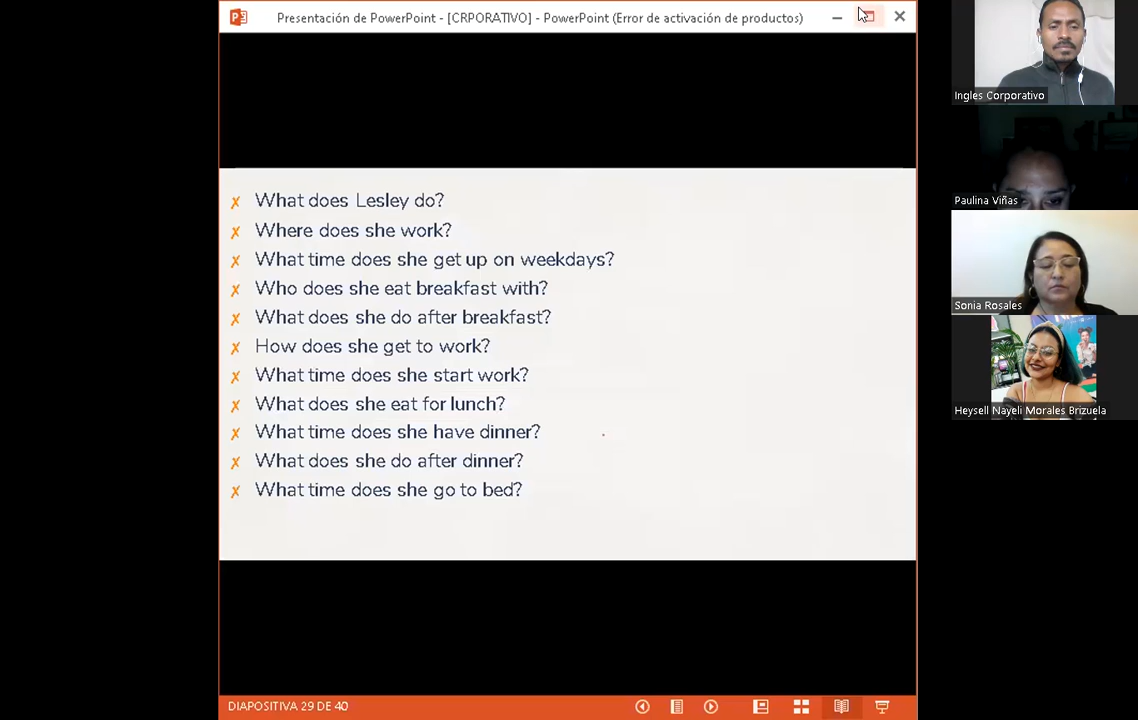 Presentación de PowerPoint - [CRPORATIVO] - PowerPoint (Error de activación de productos)
What does Lesley do?
Where does she work?
What time does she get up on weekdays?
Who does she eat breakfast with?
What does she do after breakfast?
How does she get to work?
What time does she start work?
What does she eat for lunch?
What time does she have dinner?
What does she do after dinner?
What time does she go to bed?
DIAPOSITIVA 29 DE 40
Ingles Corporativo
Paulina Viñas
Sonia Rosales
Heysell Nayeli Morales Brizuela